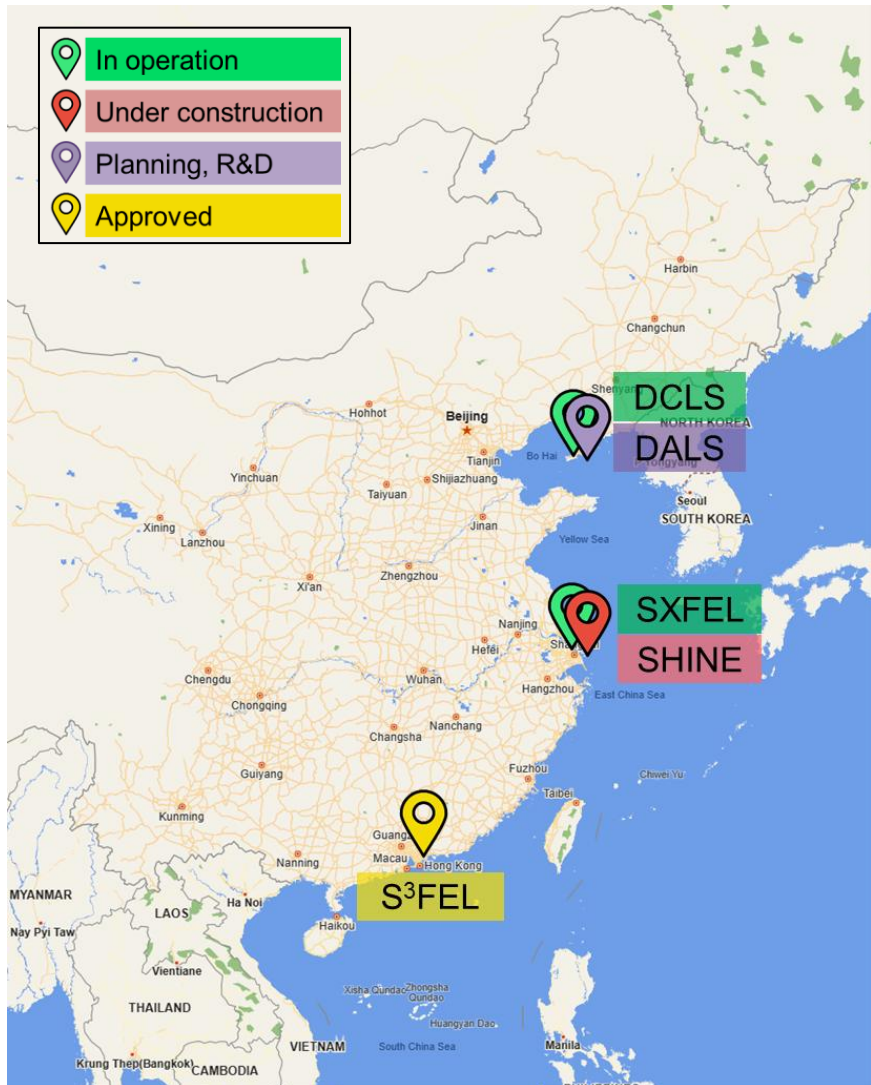 In operation
Under construction
Planning, R&D
Approved
Harbin
Changchun
Shenyang
DCLS
NORTH KOREA
DALS
Hohhot
Beijing
Tianjin
Bo Hai
Yinchuan
Taiyuan
Shijiazhuang
Seoul
SOUTH KOREA
Xining
Lanzhou
Jinan
Yellow Sea
Xi'an
Zhengzhou
SXFEL
SHINE
Nanjing
Hefei
Chengdu
Wuhan
Hangzhou
East China Sea
Chongqing
Nanchang
Changsha
Guiyang
Fuzhou
Chiwei Yu
Taibei
Kunming
Nanning
Macau
Hong Kong
S³FEL
MYANMAR
Nay Pyi Taw
LAOS
Ha Noi
Haikou
Vientiane
Xisha Qundao
Zhongsha
Qundao
Huangyan Dao
THAILAND
VIETNAM
South China Sea
Manila
Krung Thep(Bangkok)
CAMBODIA